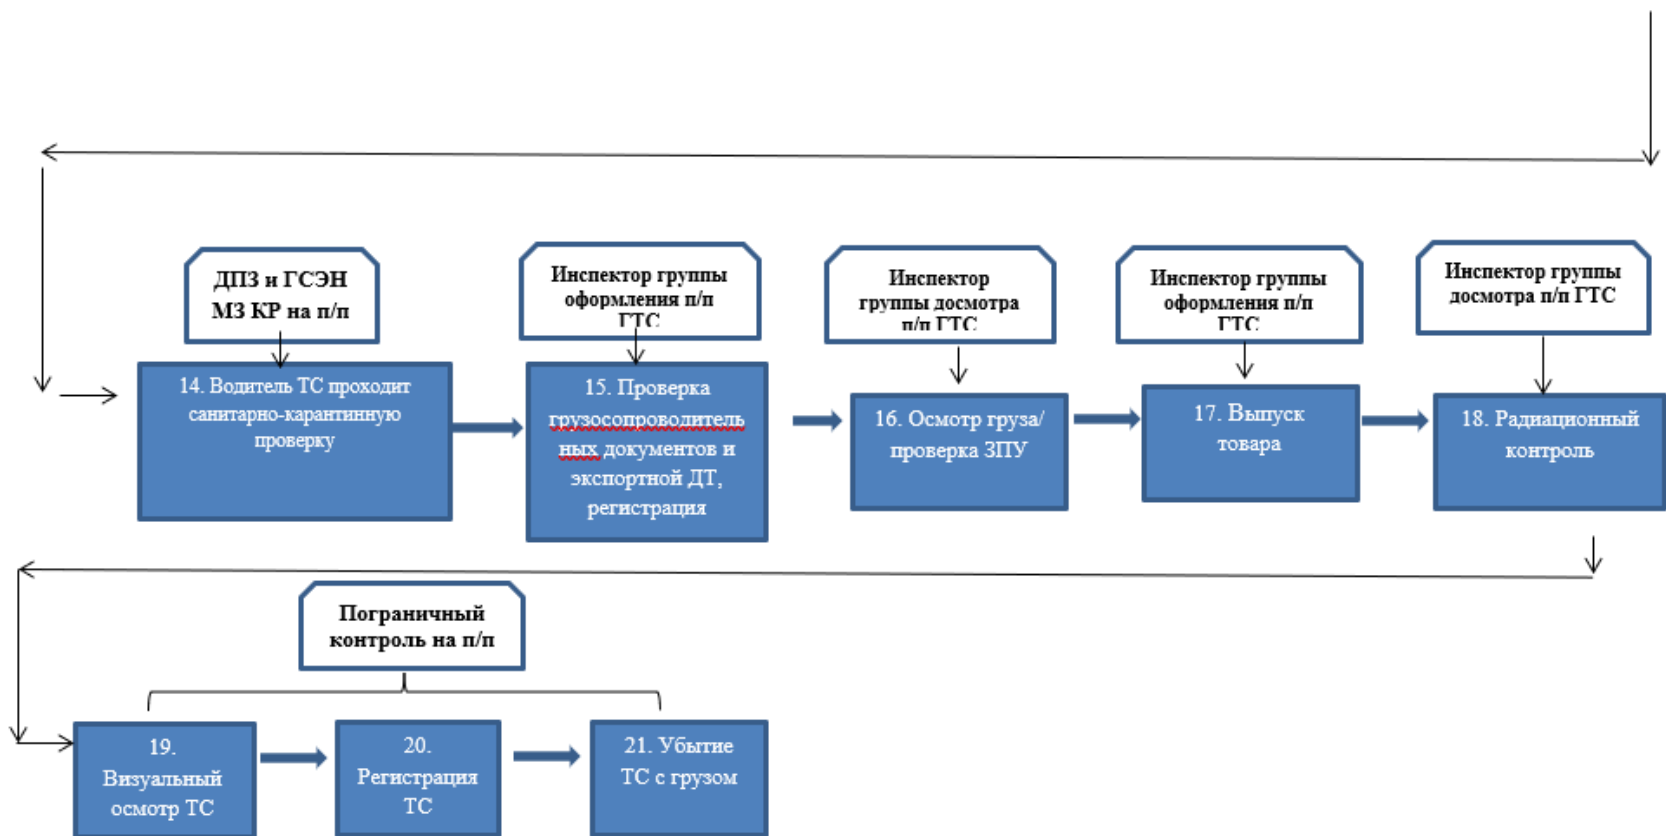 ДПЗ и ГСЭН
МЗ КР на п/п
Инспектор группы
оформления п/п
ГТС
Инспектор
группы досмотра
п/п ГТС
Инспектор группы
оформления п/п
ГТС
Инспектор группы
досмотра п/п ГТС
14. Водитель ТС проходит
санитарно-карантинную
проверку
15. Проверка
грузосопроводитель
ных документов и
экспортной ДТ,
регистрация
16. Осмотр груза/
проверка ЗПУ
17. Выпуск
товара
18. Радиационный
контроль
Пограничный
контроль на п/п
19.
Визуальный
осмотр ТС
20.
Регистрация
ТС
21. Убытие
ТС с грузом